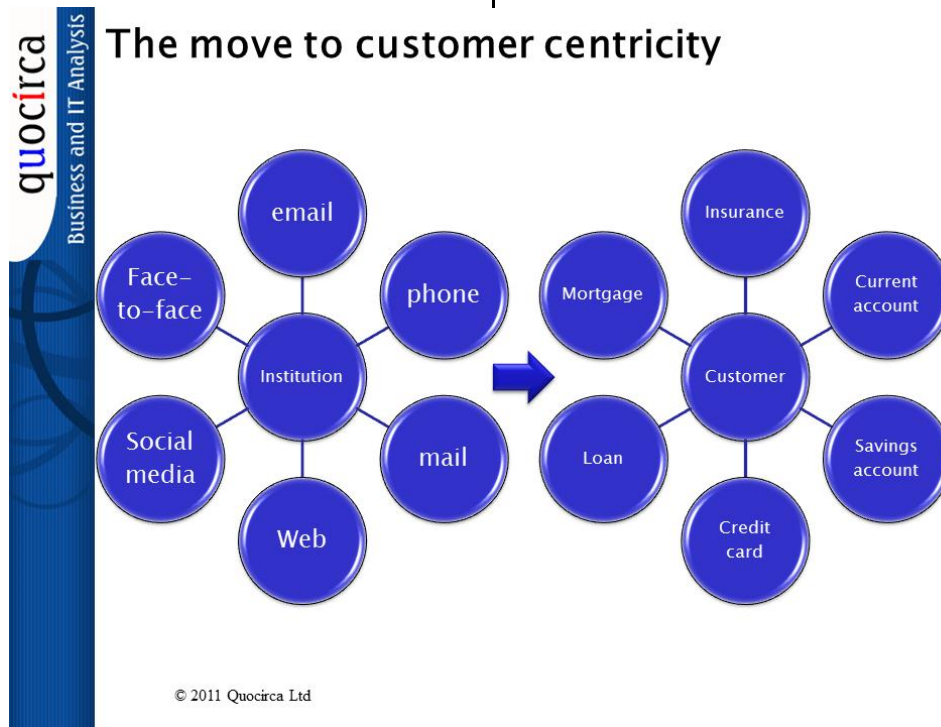 quocirca
Business and IT Analysis
The move to customer centricity
email
phone
mail
Web
Social
media
Face-
to-face
Institution
Insurance
Current
account
Savings
account
Credit
card
Loan
Mortgage
Customer
© 2011 Quocirca Ltd